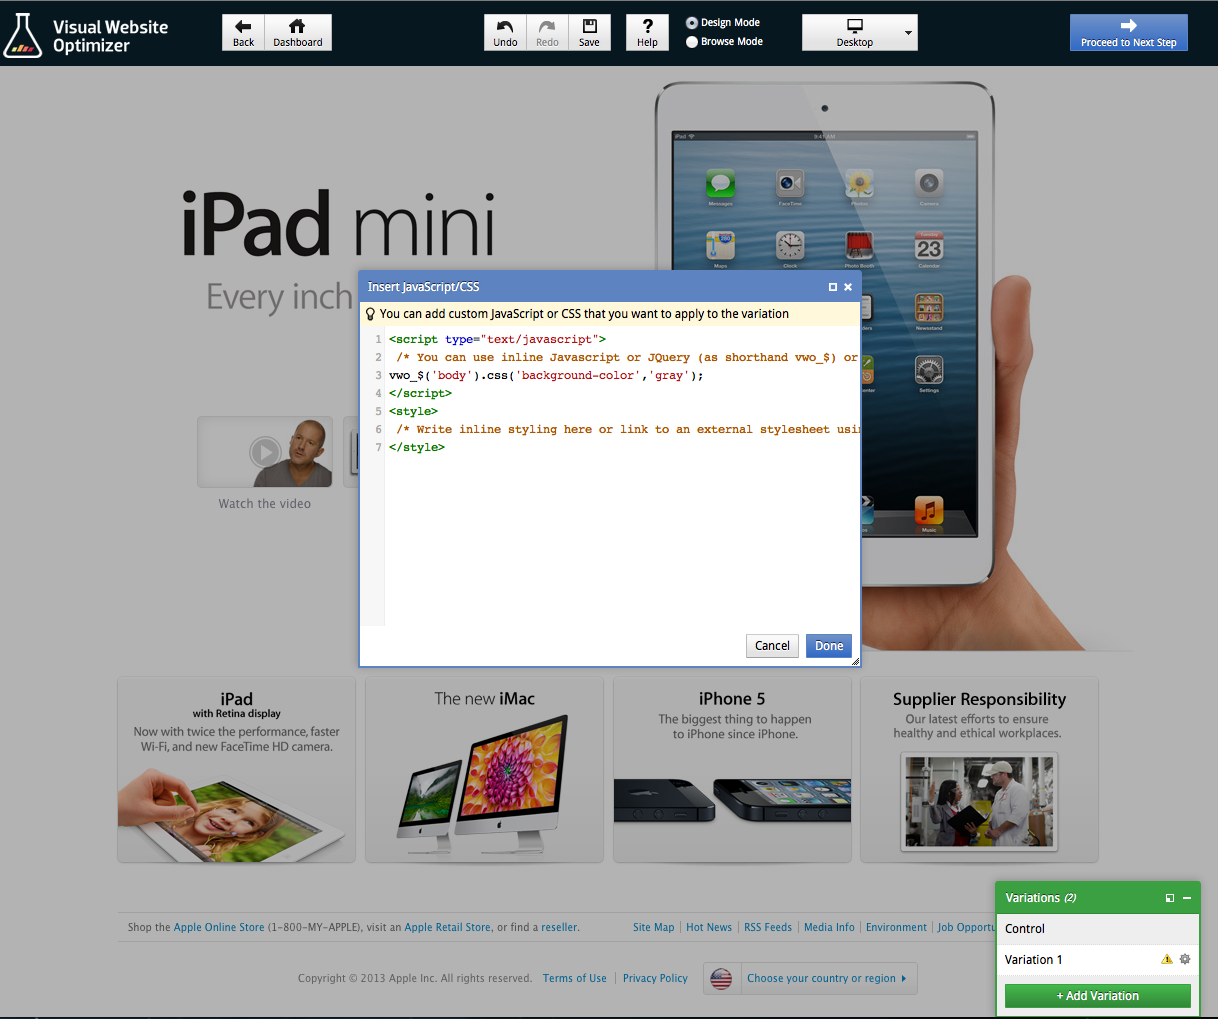 Visual Website
Optimizer
Back
Dashboard
Undo
Redo
Save
Help
Design Mode
Browse Mode
Desktop
Proceed to Next Step
iPad
9:41 AM
Messages
FaceTime
Photos
Camera
iPad mini
280
Tuesday
23
Maps
Clock
Photo Booth
Calendar
Every inch
Insert JavaScript/CSS
You can add custom JavaScript or CSS that you want to apply to the variation
1 <script type="text/javascript">
2 /* You can use inline Javascript or JQuery (as shorthand vwo_$) or
3 vwo_$('body').css('background-color','gray');
4 </script>
5 <style>
6 /* Write inline styling here or link to an external stylesheet usi
7 </style>
Newsstand
Settings
Music
Watch the video
Cancel
Done
iPad
with Retina display
Now with twice the performance, faster
Wi-Fi, and new FaceTime HD camera.
The new iMac
iPhone 5
The biggest thing to happen
to iPhone since iPhone.
Supplier Responsibility
Our latest efforts to ensure
healthy and ethical workplaces.
Variations (2)
Control
Variation 1
+ Add Variation
Shop the Apple Online Store (1-800-MY-APPLE), visit an Apple Retail Store, or find a reseller.
Site Map | Hot News | RSS Feeds | Media Info | Environment | Job Opportu
Copyright © 2013 Apple Inc. All rights reserved. Terms of Use | Privacy Policy
Choose your country or region